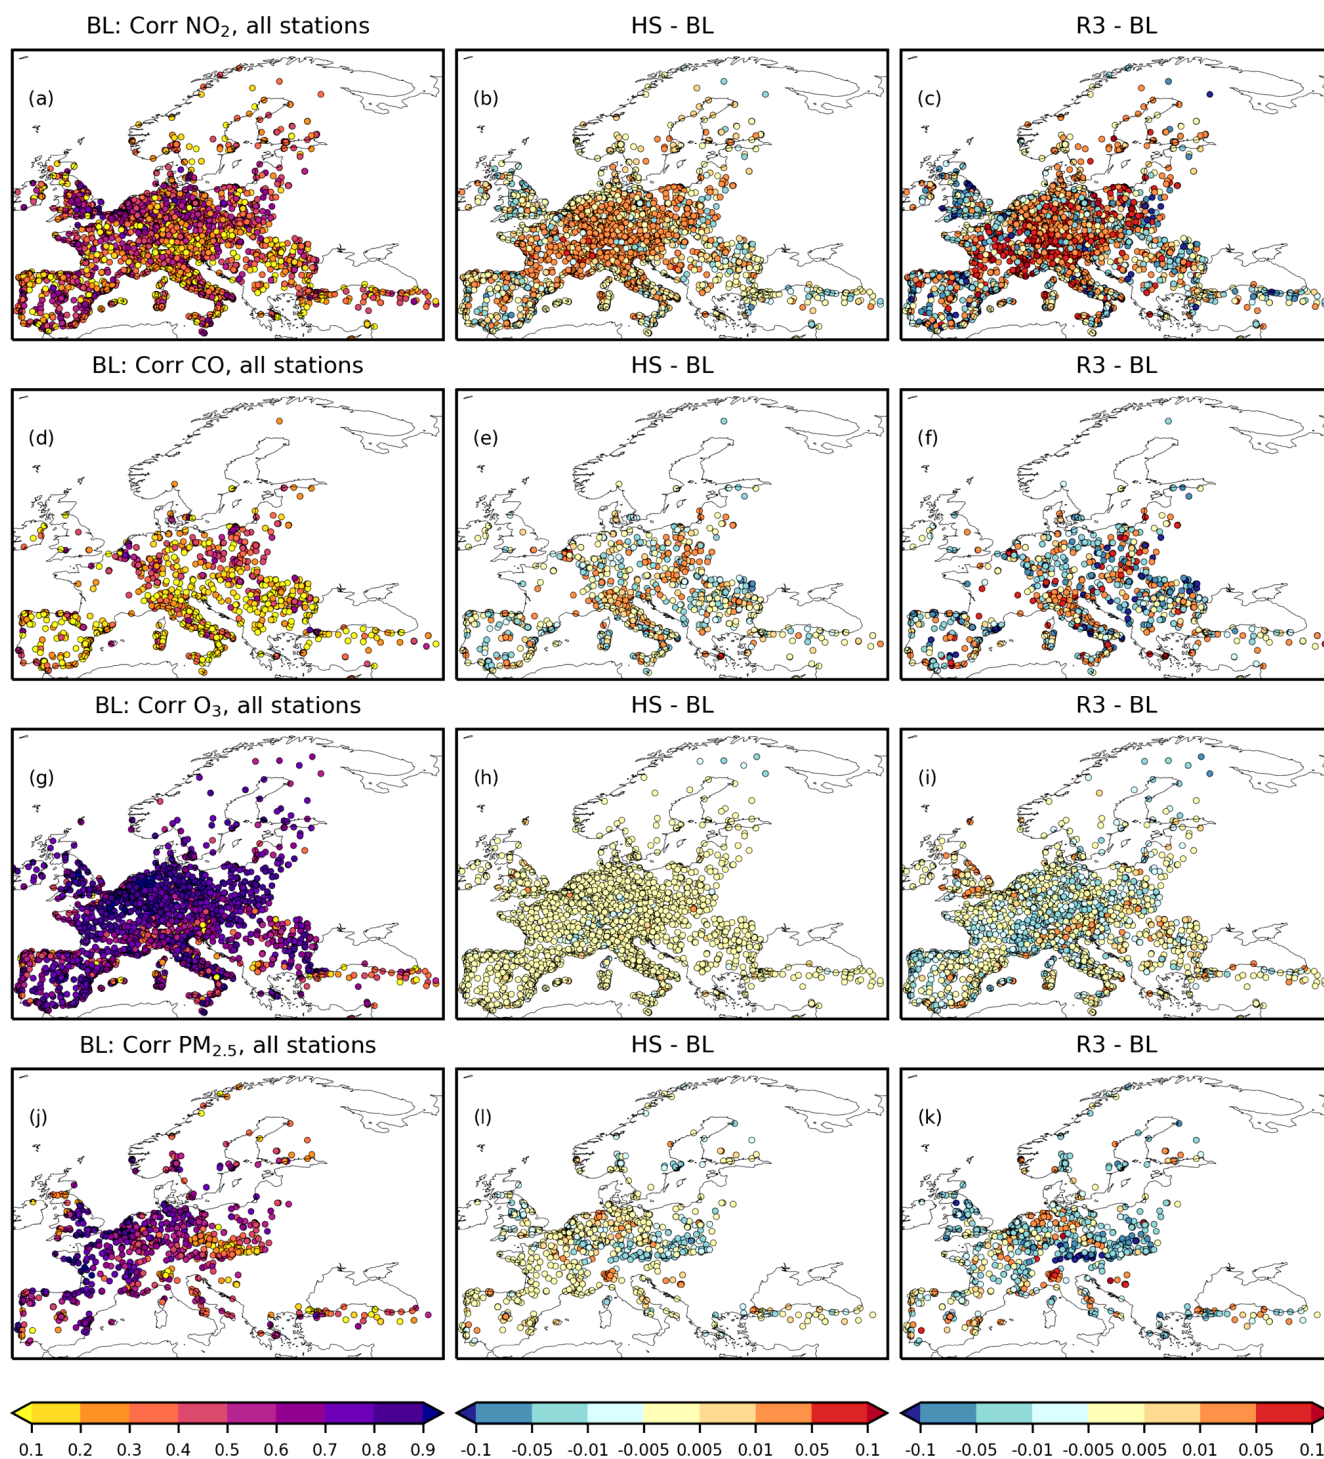 BL: Corr NO₂, all stations HS - BL R3 - BL
(a) (b) (c)
BL: Corr CO, all stations HS - BL R3 - BL
(d) (e) (f)
BL: Corr O₃, all stations HS - BL R3 - BL
(g) (h) (i)
BL: Corr PM₂.₅, all stations HS - BL R3 - BL
(j) (l) (k)
0.1 0.2 0.3 0.4 0.5 0.6 0.7 0.8 0.9 -0.1 -0.05 -0.01 -0.005 0.005 0.01 0.05 0.1 -0.1 -0.05 -0.01 -0.005 0.005 0.01 0.05 0.1